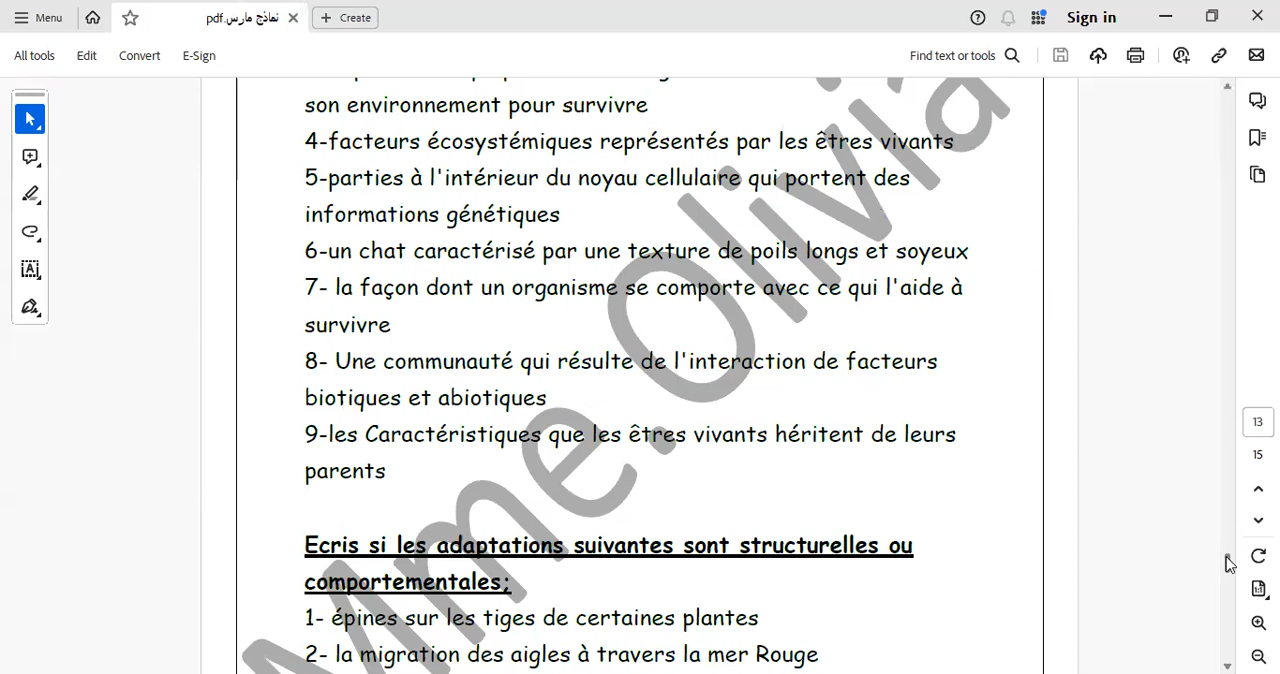 Menu
نماذج مارس.pdf
Create
Sign in
All tools
Edit
Convert
E-Sign
Find text or tools
son environnement pour survivre
4-facteurs écosystémiques représentés par les êtres vivants
5-parties à l'intérieur du noyau cellulaire qui portent des
informations génétiques
6-un chat caractérisé par une texture de poils longs et soyeux
7- la façon dont un organisme se comporte avec ce qui l'aide à
survivre
8- Une communauté qui résulte de l'interaction de facteurs
biotiques et abiotiques
9-les Caractéristiques que les êtres vivants héritent de leurs
parents
Ecris si les adaptations suivantes sont structurelles ou
comportementales;
1- épines sur les tiges de certaines plantes
2- la migration des aigles à travers la mer Rouge
Mme.Olivia
13
15